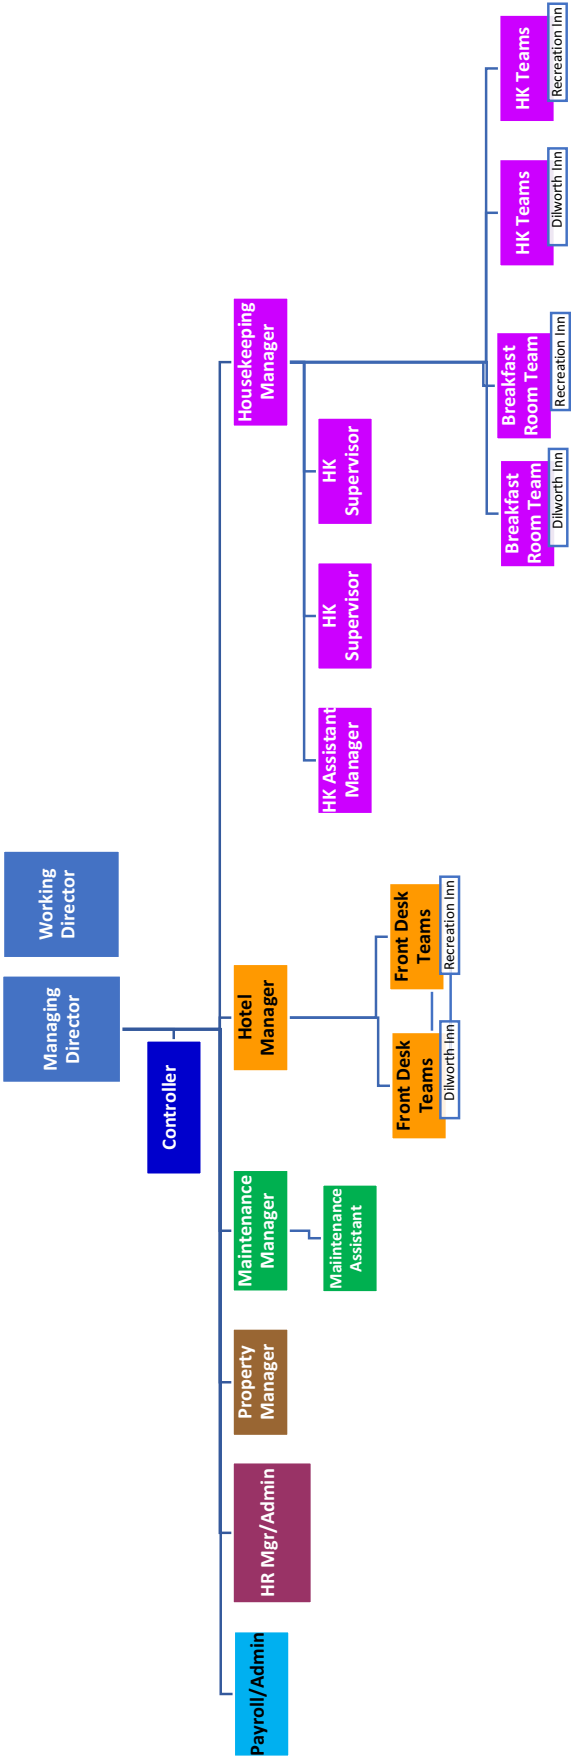 Managing
Director
Working
Director
Controller
Payroll/Admin
HR Mgr/Admin
Property
Manager
Maintenance
Manager
Hotel
Manager
Housekeeping
Manager
Maiintenance
Assistant
HK Assistant
Manager
HK
Supervisor
HK
Supervisor
Front Desk
Teams
Dilworth Inn
Front Desk
Teams
Recreation Inn
Breakfast
Room Team
Dilworth Inn
Breakfast
Room Team
Recreation Inn
HK Teams
Dilworth Inn
HK Teams
Recreation Inn